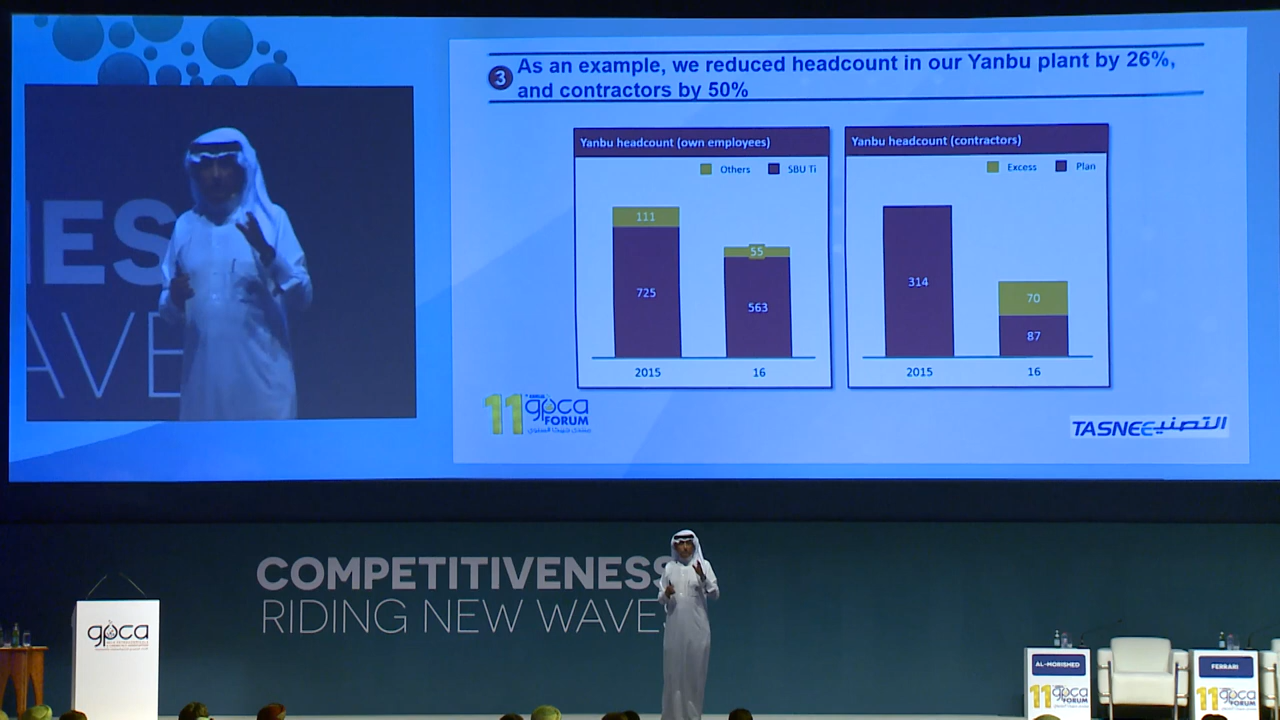 3 As an example, we reduced headcount in our Yanbu plant by 26%,
and contractors by 50%
Yanbu headcount (own employees)
Others SBU Ti
111
725
55
563
2015 16
Yanbu headcount (contractors)
Excess Plan
314
70
87
2015 16
11 gpca
FORUM
TASNEE التصنيع
IES
AVE
COMPETITIVENESS
RIDING NEW WAVES
gpca
AL-MORISHED
11 gpca
FORUM
FERRARI
11 gpca
FORUM